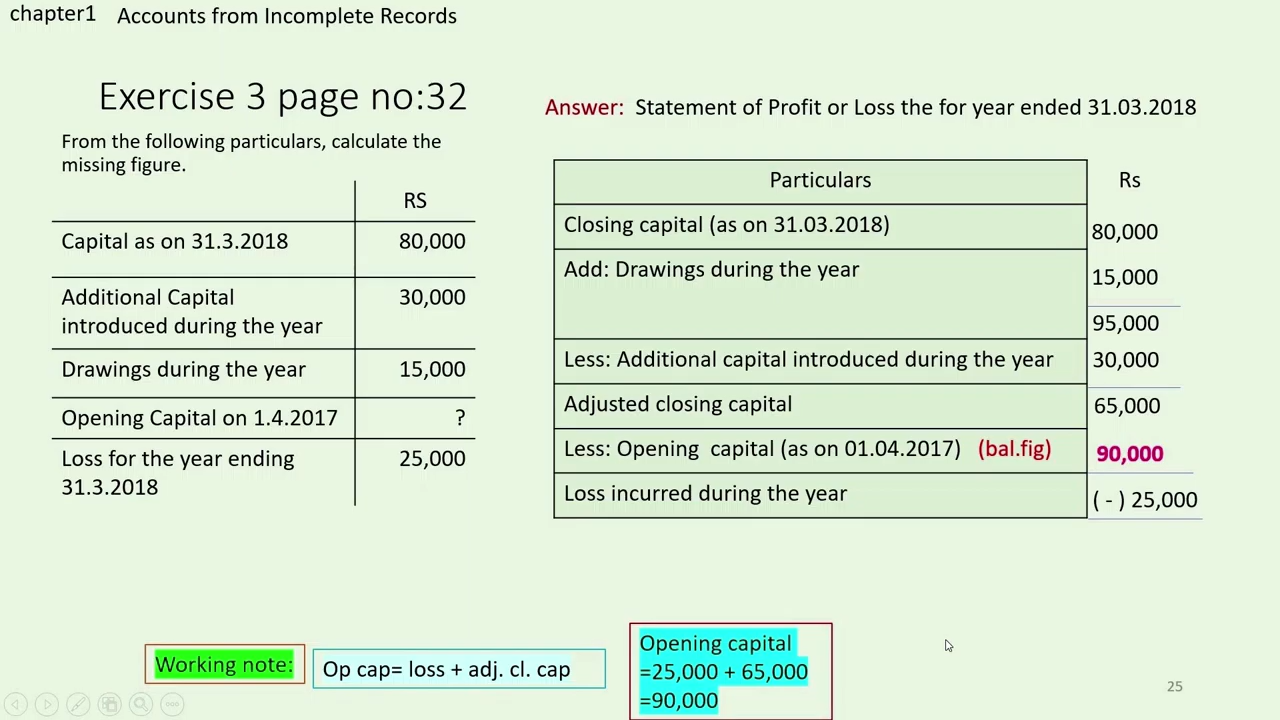 chapter1 Accounts from Incomplete Records
Exercise 3 page no:32
From the following particulars, calculate the
missing figure.
RS
Capital as on 31.3.2018 80,000
Additional Capital 30,000
introduced during the year
Drawings during the year 15,000
Opening Capital on 1.4.2017 ?
Loss for the year ending 25,000
31.3.2018
Answer: Statement of Profit or Loss the for year ended 31.03.2018
Particulars Rs
Closing capital (as on 31.03.2018) 80,000
Add: Drawings during the year 15,000
95,000
Less: Additional capital introduced during the year 30,000
Adjusted closing capital 65,000
Less: Opening capital (as on 01.04.2017) (bal.fig) 90,000
Loss incurred during the year ( - ) 25,000
Working note: Op cap= loss + adj. cl. cap
Opening capital
=25,000 + 65,000
=90,000
25